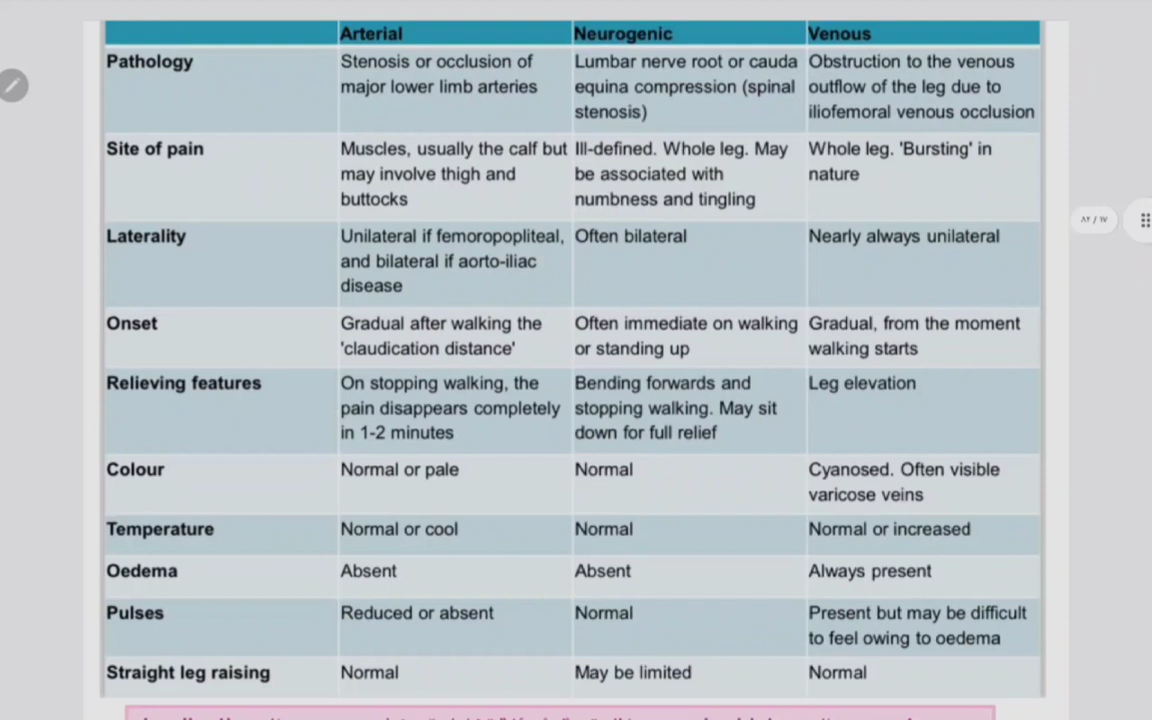 Arterial Neurogenic Venous
Pathology Stenosis or occlusion of major lower limb arteries Lumbar nerve root or cauda equina compression (spinal stenosis) Obstruction to the venous outflow of the leg due to iliofemoral venous occlusion
Site of pain Muscles, usually the calf but may involve thigh and buttocks Ill-defined. Whole leg. May be associated with numbness and tingling Whole leg. 'Bursting' in nature
Laterality Unilateral if femoropopliteal, and bilateral if aorto-iliac disease Often bilateral Nearly always unilateral
Onset Gradual after walking the 'claudication distance' Often immediate on walking or standing up Gradual, from the moment walking starts
Relieving features On stopping walking, the pain disappears completely in 1-2 minutes Bending forwards and stopping walking. May sit down for full relief Leg elevation
Colour Normal or pale Normal Cyanosed. Often visible varicose veins
Temperature Normal or cool Normal Normal or increased
Oedema Absent Absent Always present
Pulses Reduced or absent Normal Present but may be difficult to feel owing to oedema
Straight leg raising Normal May be limited Normal
٨٢ / ١٧